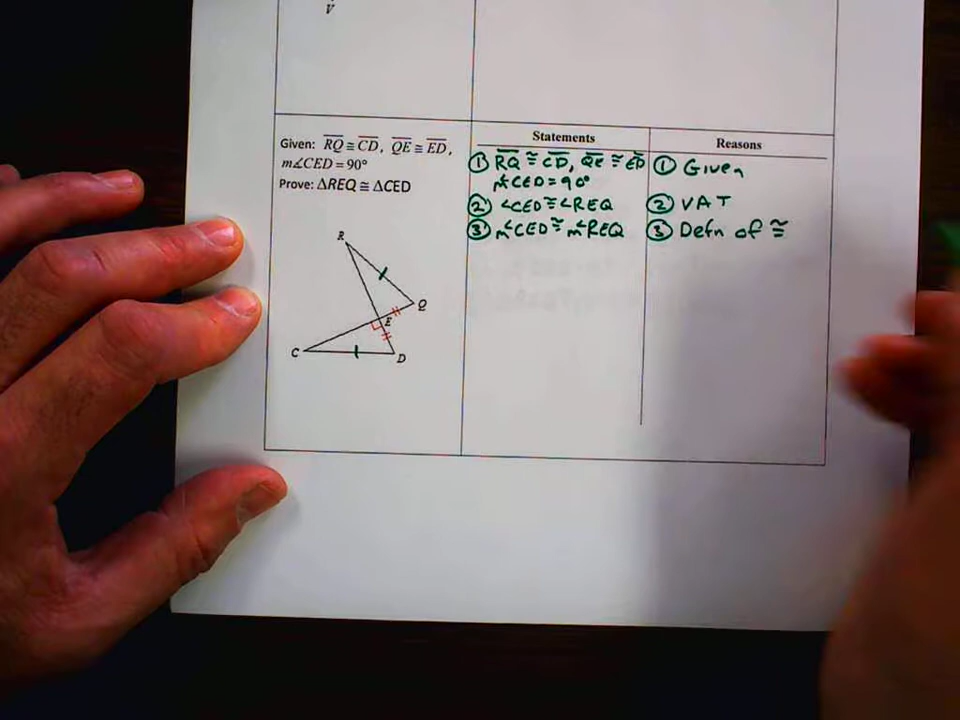 V
Given: RQ ≅ CD, QE ≅ ED,
m∡CED = 90°
Prove: ΔREQ ≅ ΔCED
R
Q
E
C
D
Statements
Reasons
① RQ ≅ CD, QE ≅ ED
m∡CED = 90°
① Given
② ∡CED ≅ ∡REQ
② VAT
③ m∡CED ≅ m∡REQ
③ Defn of ≅